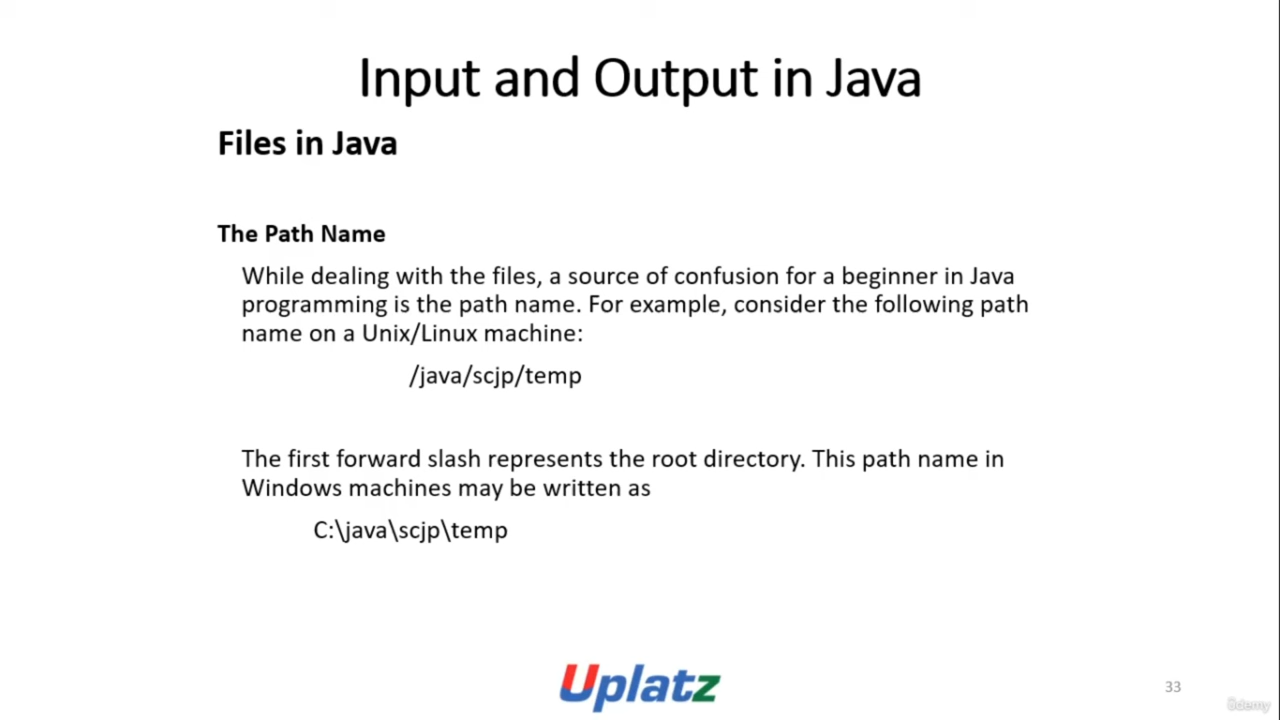 Input and Output in Java
Files in Java
The Path Name
While dealing with the files, a source of confusion for a beginner in Java
programming is the path name. For example, consider the following path
name on a Unix/Linux machine:
/java/scjp/temp
The first forward slash represents the root directory. This path name in
Windows machines may be written as
C:\java\scjp\temp
Uplatz
33
ûdemy